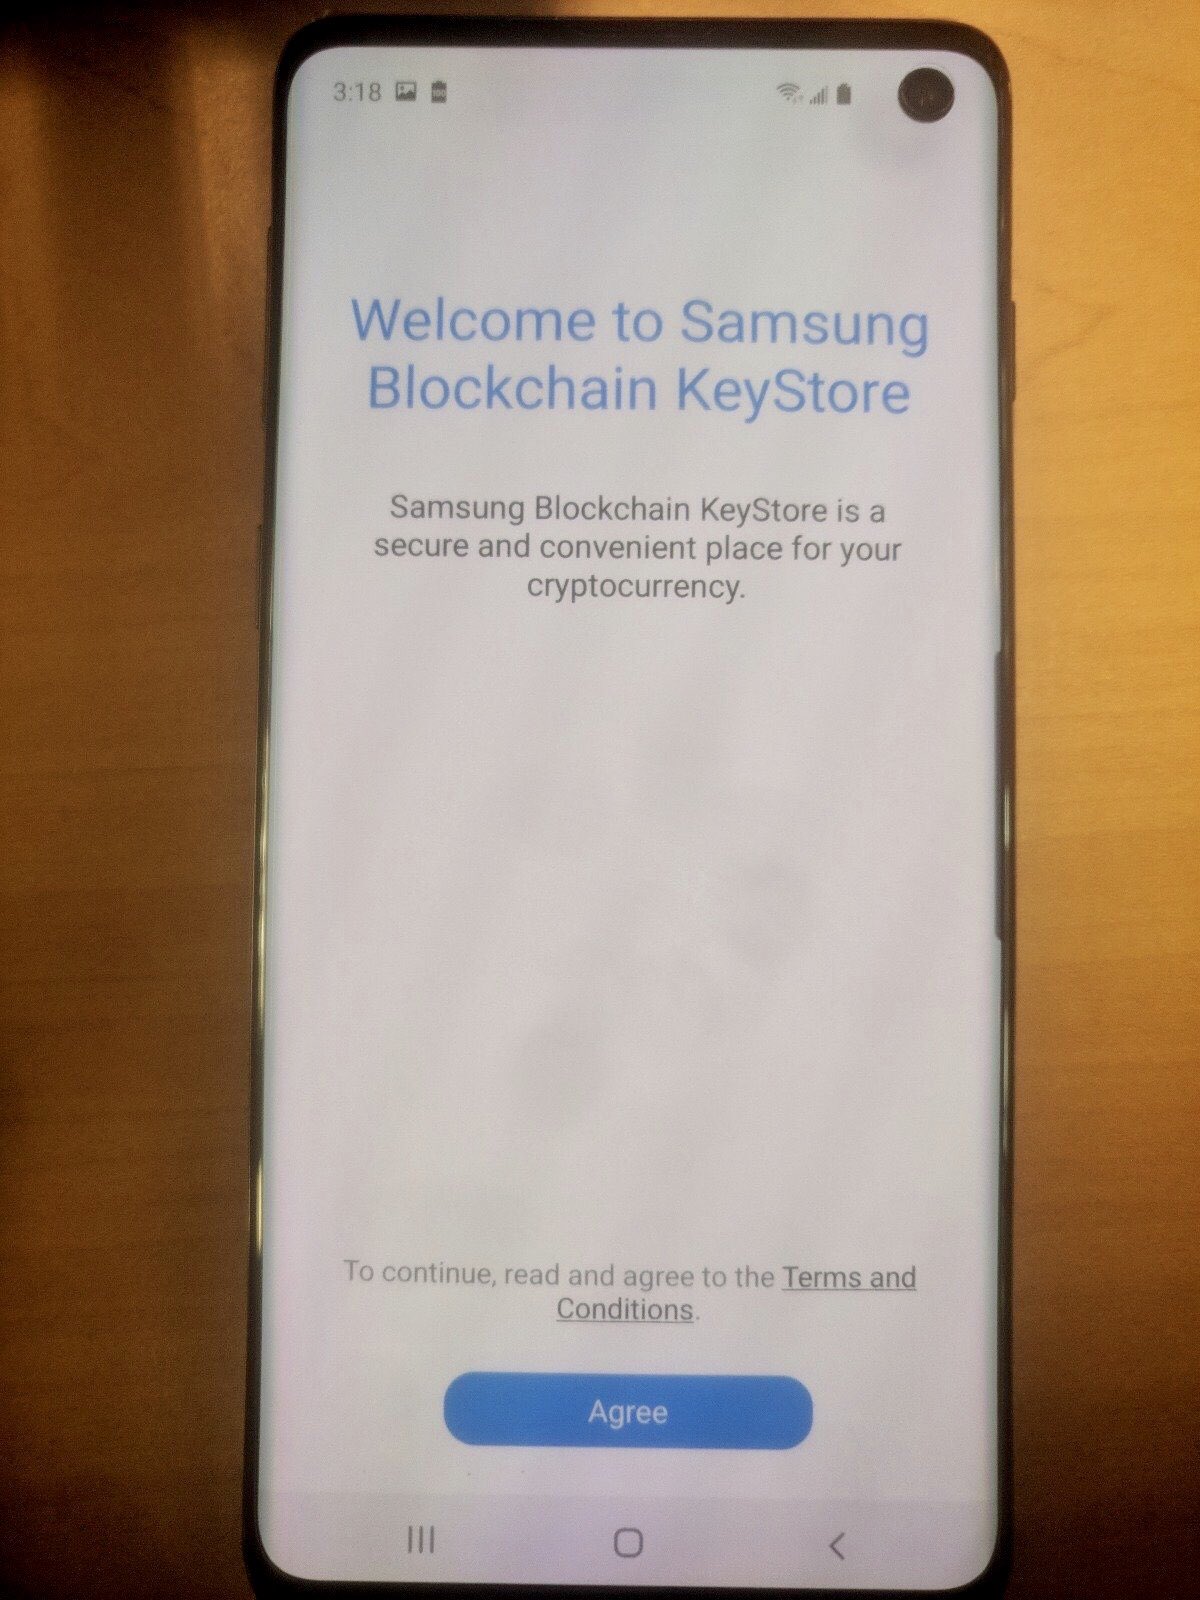 3:18
100
Welcome to Samsung
Blockchain KeyStore
Samsung Blockchain KeyStore is a
secure and convenient place for your
cryptocurrency.
To continue, read and agree to the Terms and
Conditions.
Agree